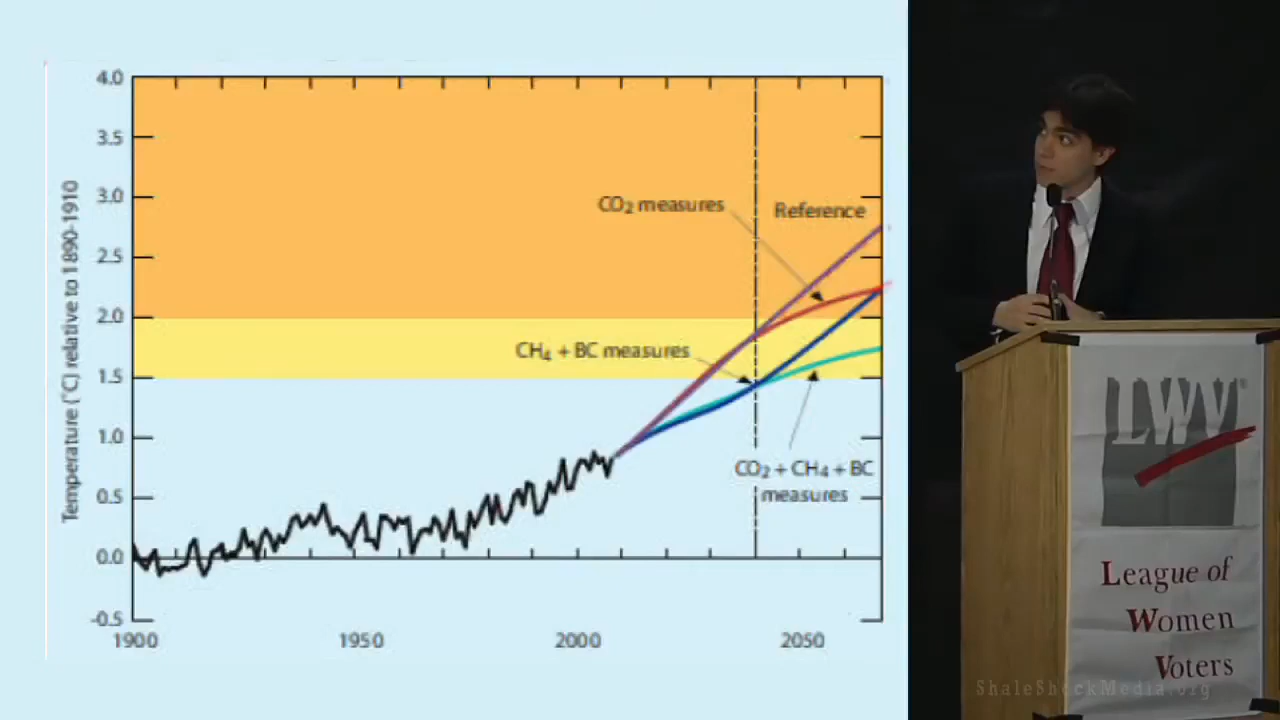 4.0
3.5
3.0
2.5
2.0
1.5
1.0
0.5
0.0
-0.5
Temperature (˚C) relative to 1890-1910
1900
1950
2000
2050
CO2 measures
Reference
CH4 + BC measures
CO2 + CH4 + BC
measures
LWV®
League of
Women
Voters
ShaleShockMedia.org